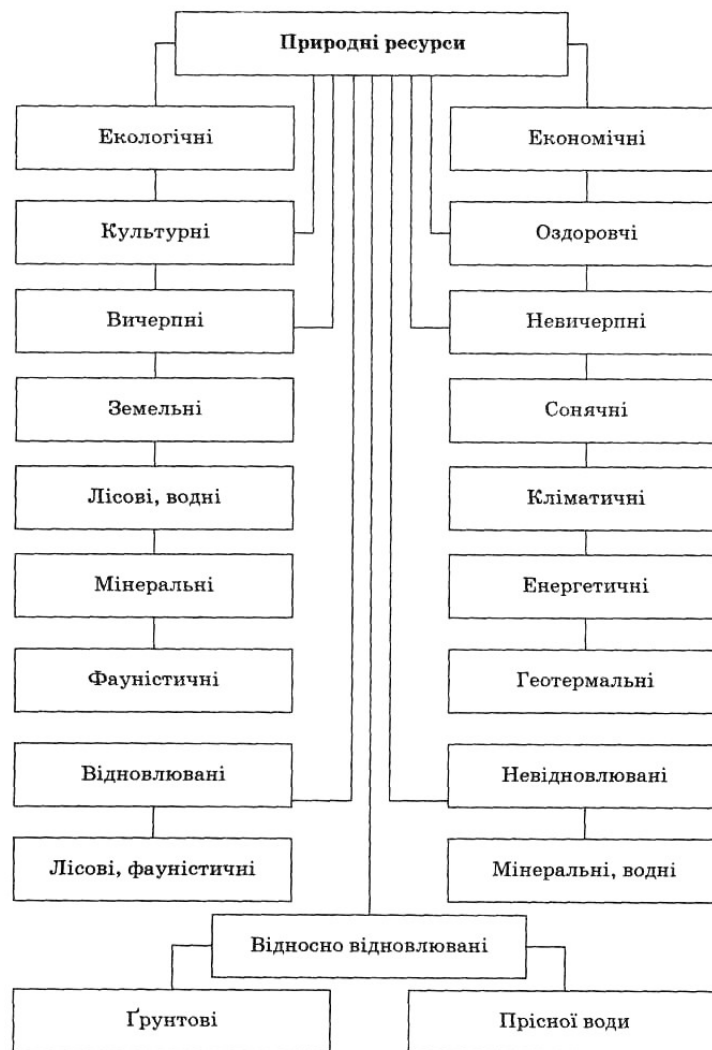 Природні ресурси
Екологічні
Економічні
Культурні
Оздоровчі
Вичерпні
Невичерпні
Земельні
Сонячні
Лісові, водні
Кліматичні
Мінеральні
Енергетичні
Фауністичні
Геотермальні
Відновлювані
Невідновлювані
Лісові, фауністичні
Мінеральні, водні
Відносно відновлювані
Ґрунтові
Прісної води